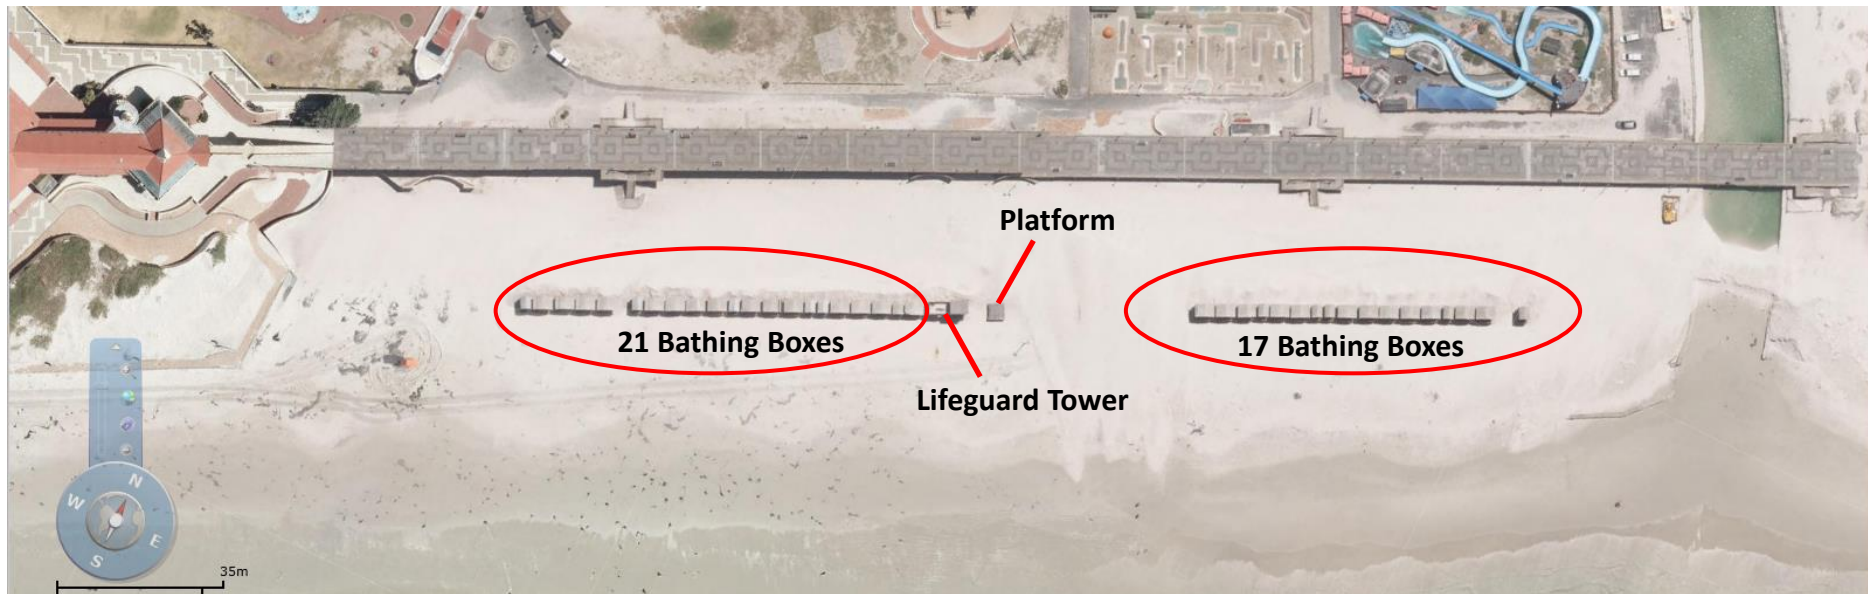 Platform
21 Bathing Boxes
17 Bathing Boxes
Lifeguard Tower
N
W
E
S
35m